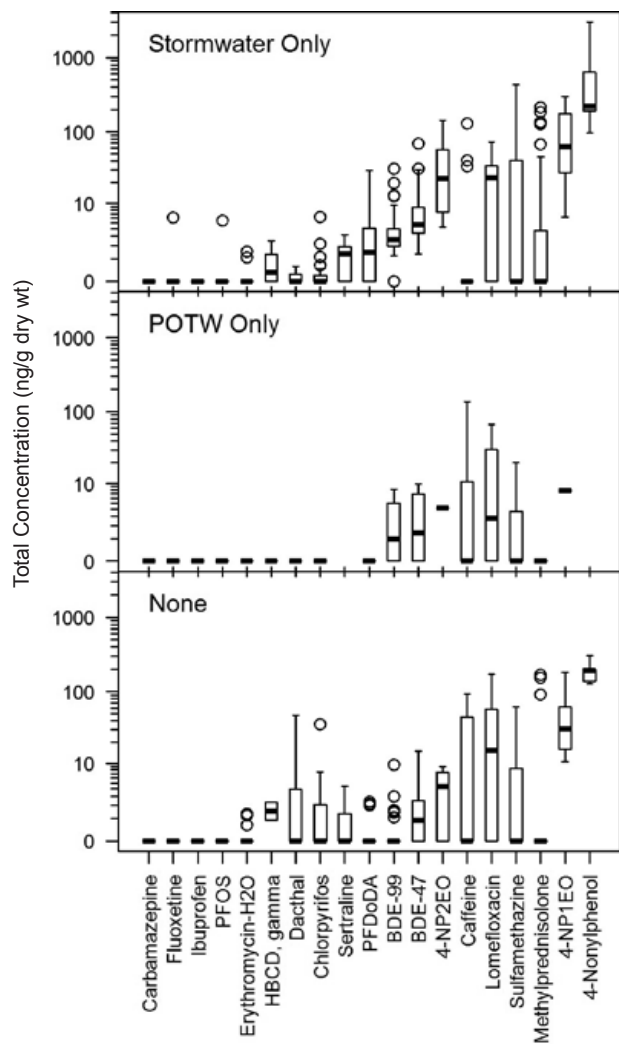 Total Concentration (ng/g dry wt)
Stormwater Only
1000
100
10
0
POTW Only
1000
100
10
0
None
1000
100
10
0
Carbamazepine
Fluoxetine
Ibuprofen
PFOS
Erythromycin-H2O
HBCD, gamma
Dacthal
Chlorpyrifos
Sertraline
PFDoDA
BDE-99
BDE-47
4-NP2EO
Caffeine
Lomefloxacin
Sulfamethazine
Methylprednisolone
4-NP1EO
4-Nonylphenol